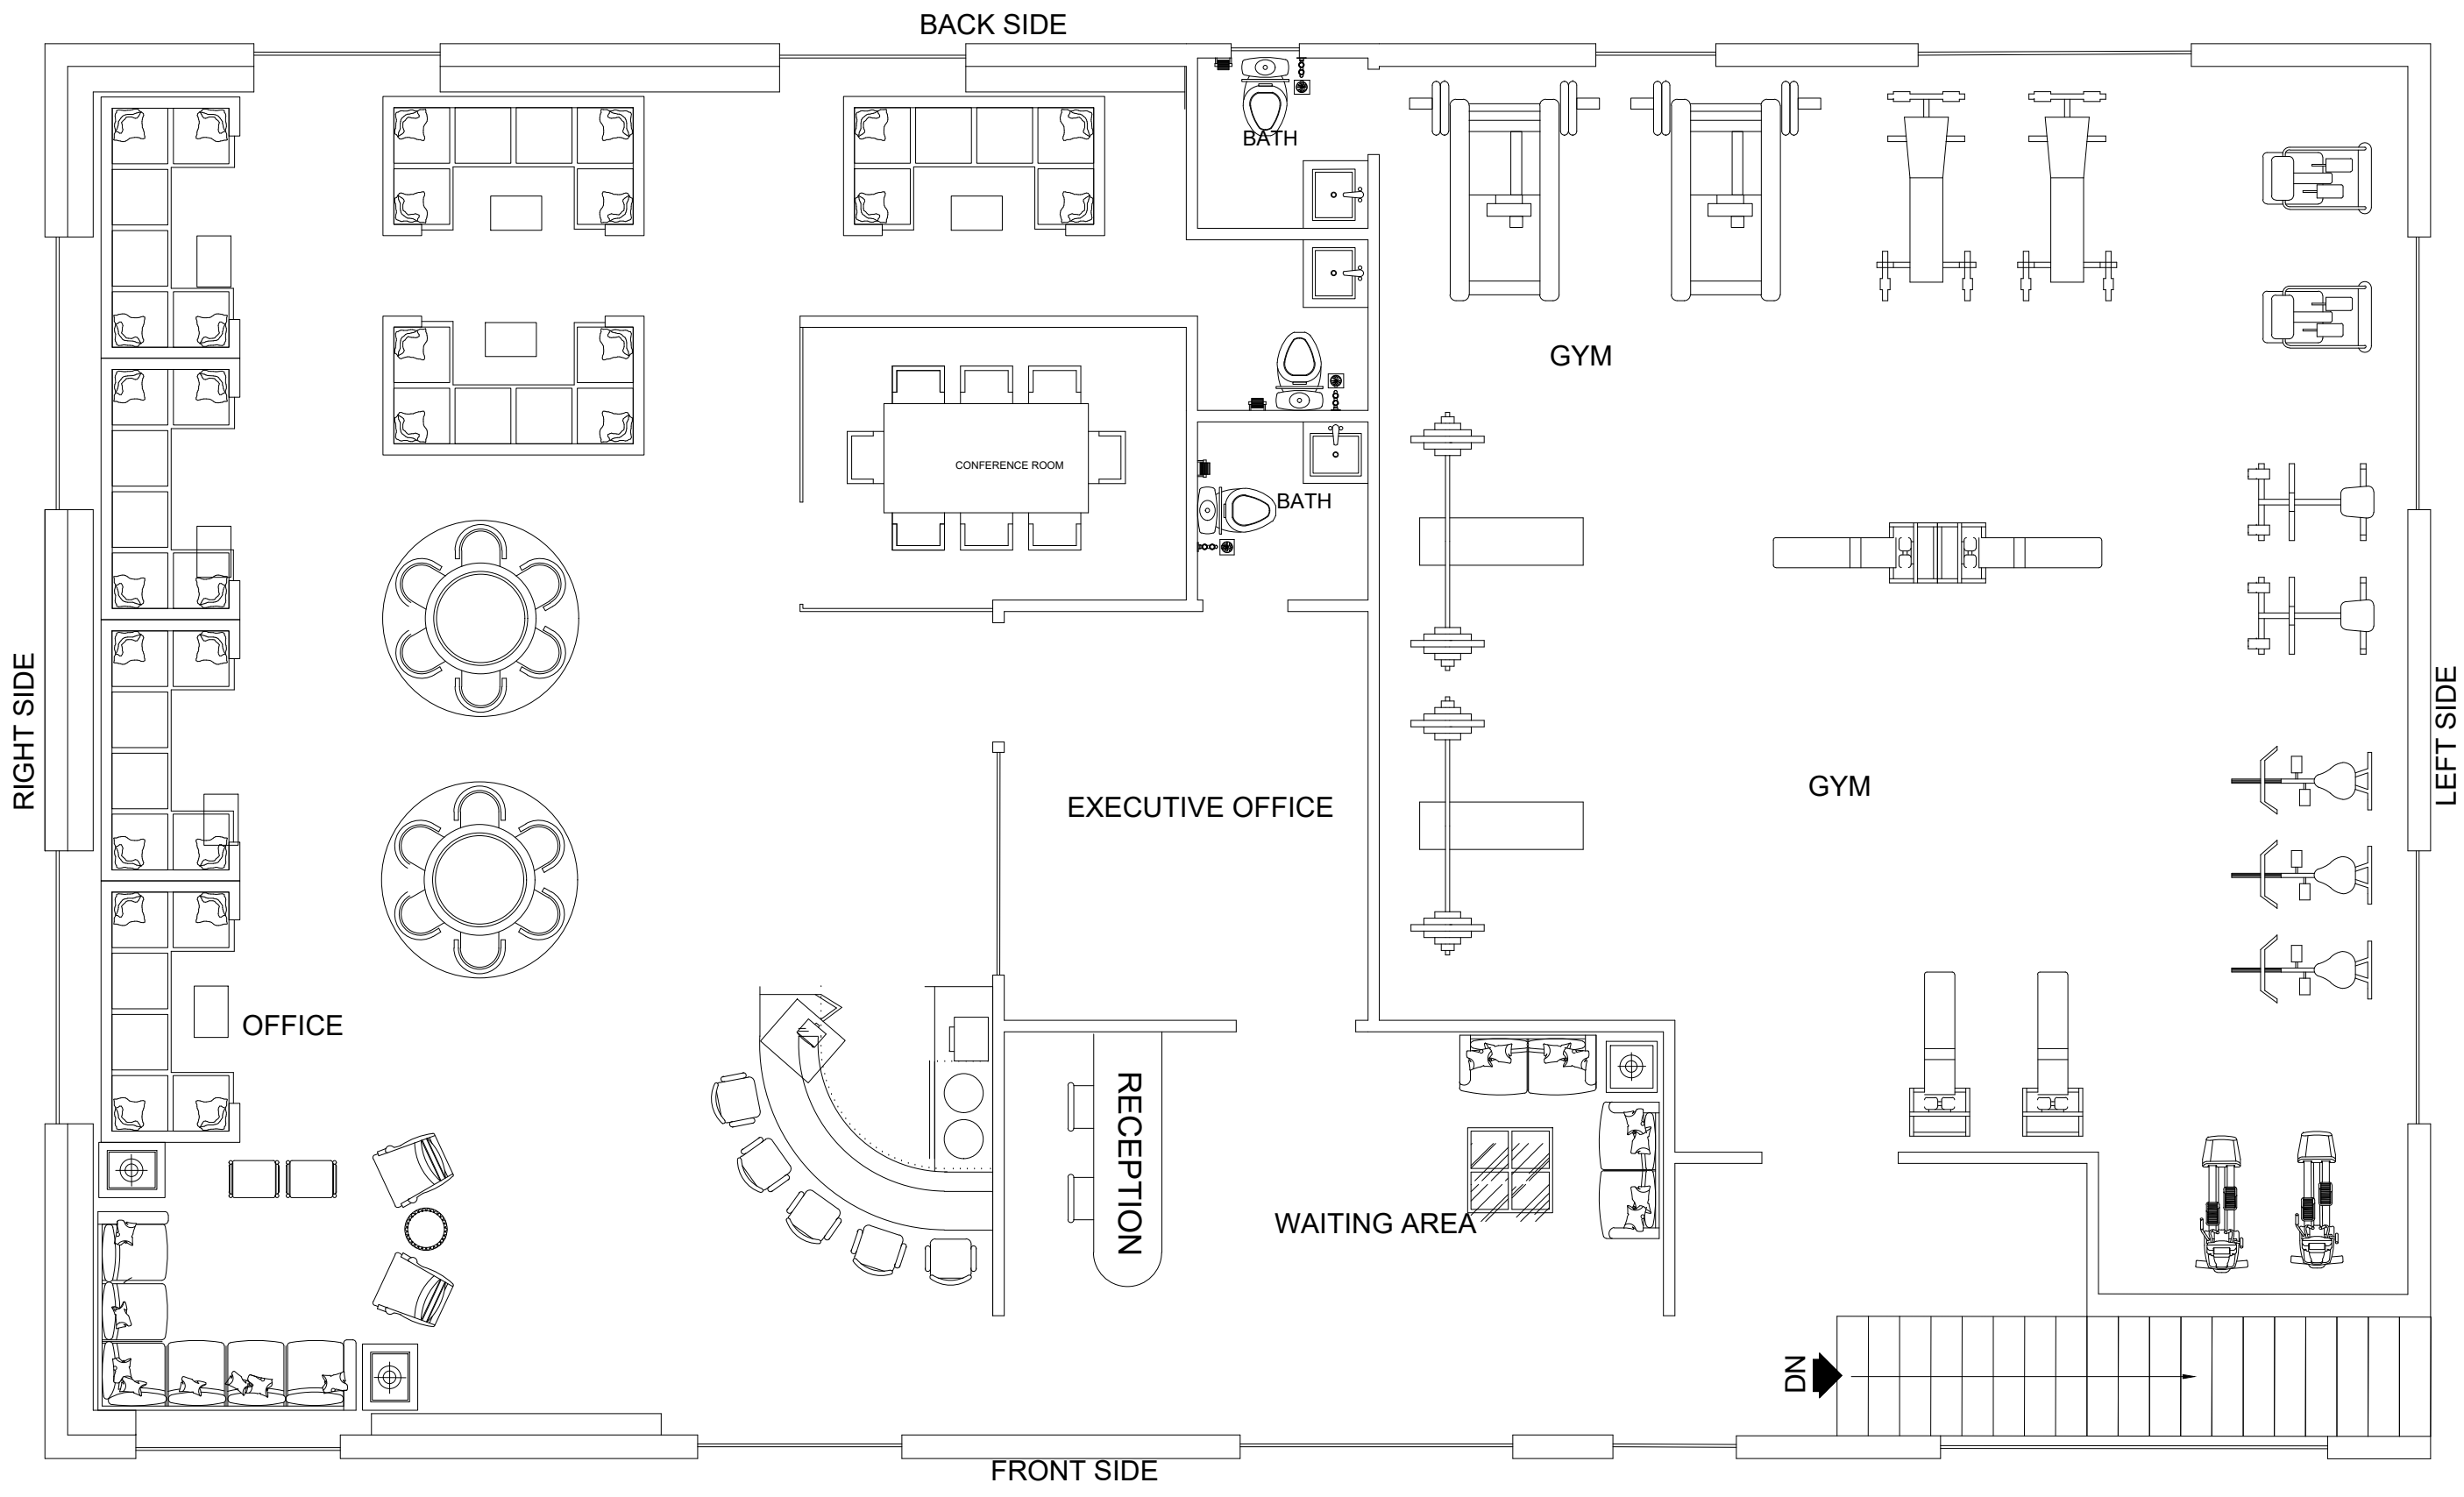 BACK SIDE
BATH
GYM
CONFERENCE ROOM
BATH
RIGHT SIDE
LEFT SIDE
EXECUTIVE OFFICE
GYM
OFFICE
RECEPTION
WAITING AREA
DN
FRONT SIDE